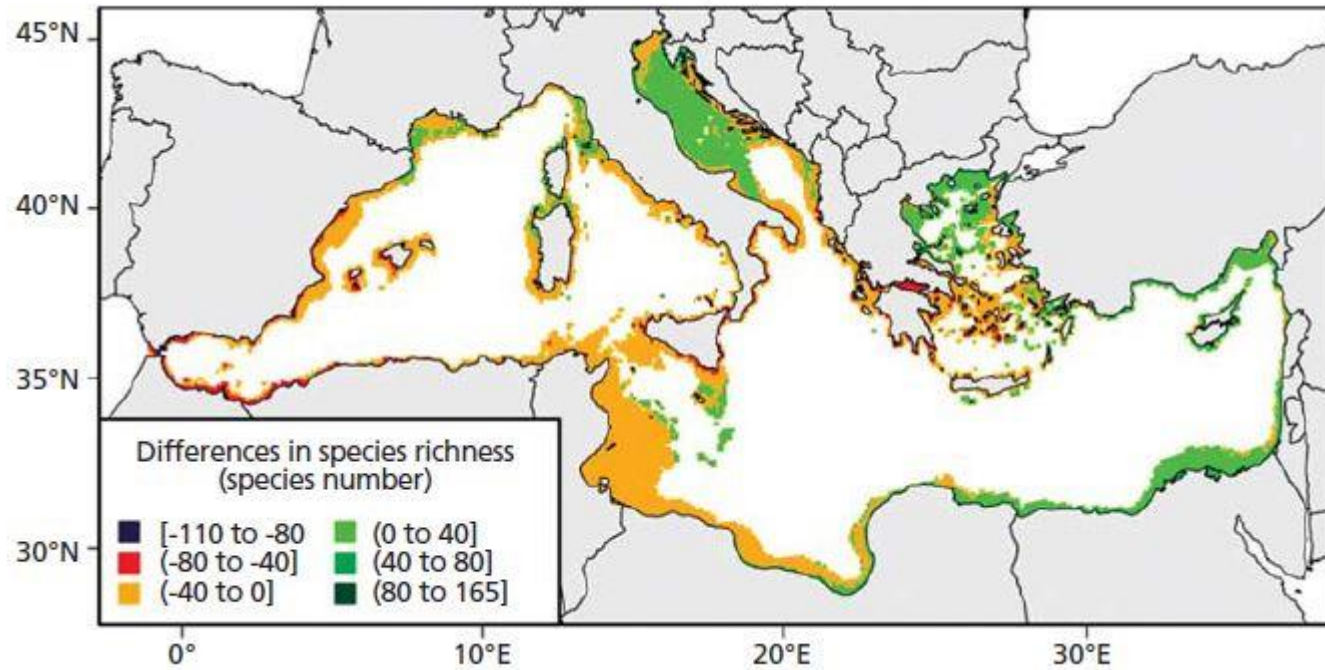 45°N
40°N
35°N
30°N
Differences in species richness
(species number)
[-110 to -80
(0 to 40]
(-80 to -40]
(40 to 80]
(-40 to 0]
(80 to 165]
0°
10°E
20°E
30°E